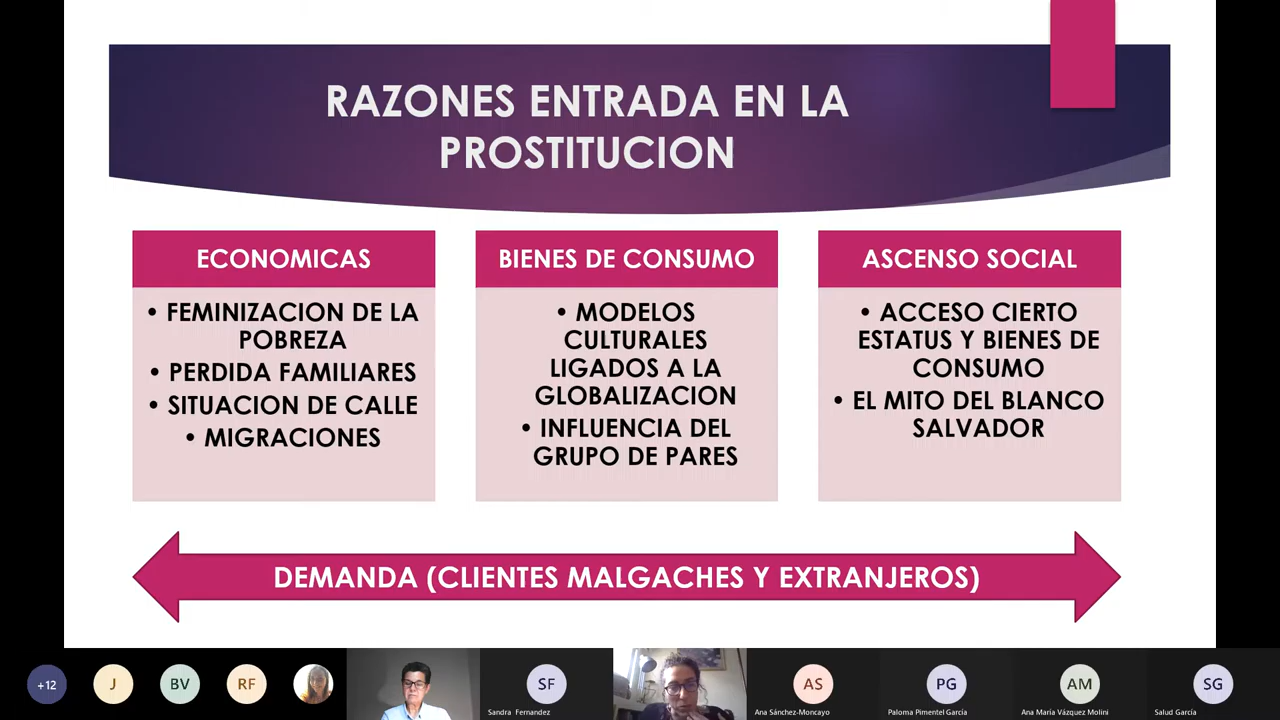 RAZONES ENTRADA EN LA
PROSTITUCION
ECONOMICAS
• FEMINIZACION DE LA
POBREZA
• PERDIDA FAMILIARES
• SITUACION DE CALLE
• MIGRACIONES
BIENES DE CONSUMO
• MODELOS
CULTURALES
LIGADOS A LA
GLOBALIZACION
• INFLUENCIA DEL
GRUPO DE PARES
ASCENSO SOCIAL
• ACCESO CIERTO
ESTATUS Y BIENES DE
CONSUMO
• EL MITO DEL BLANCO
SALVADOR
DEMANDA (CLIENTES MALGACHES Y EXTRANJEROS)
+12
J
BV
RF
SF
Sandra Fernandez
AS
Ana Sánchez-Moncayo
PG
Paloma Pimentel García
AM
Ana María Vázquez Molini
SG
Salud García